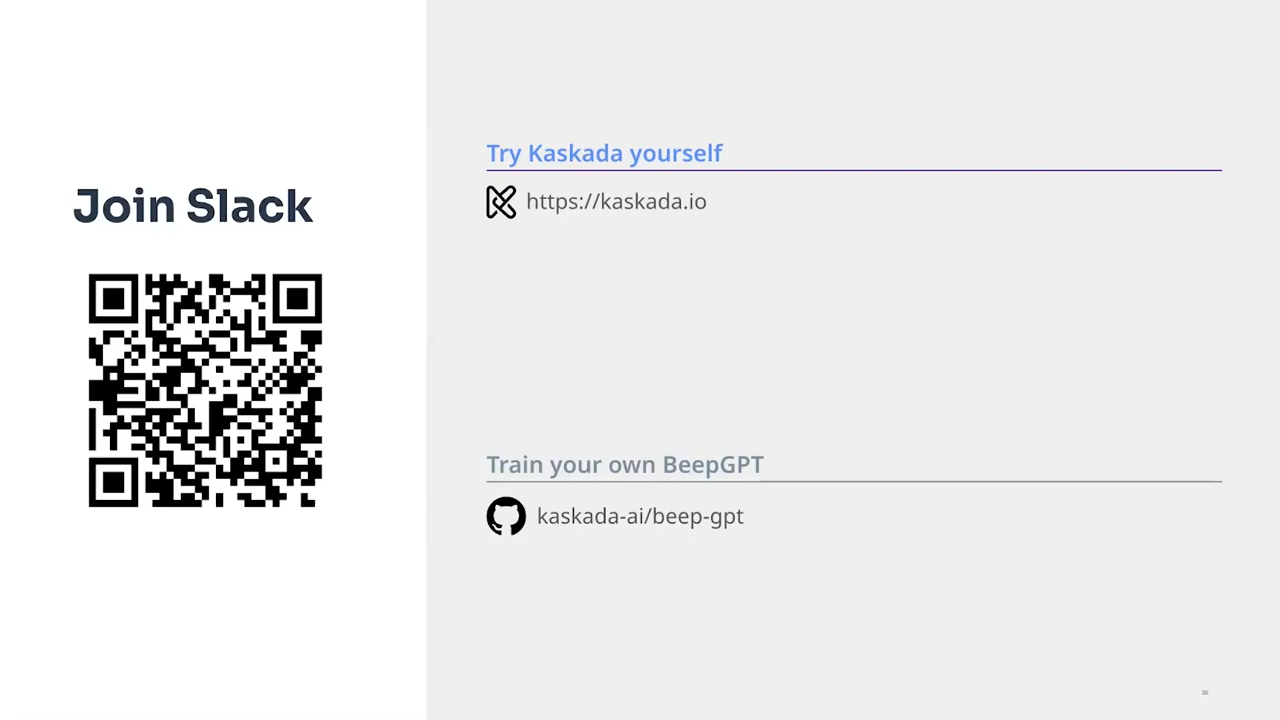 Join Slack
Try Kaskada yourself
https://kaskada.io
Train your own BeepGPT
kaskada-ai/beep-gpt